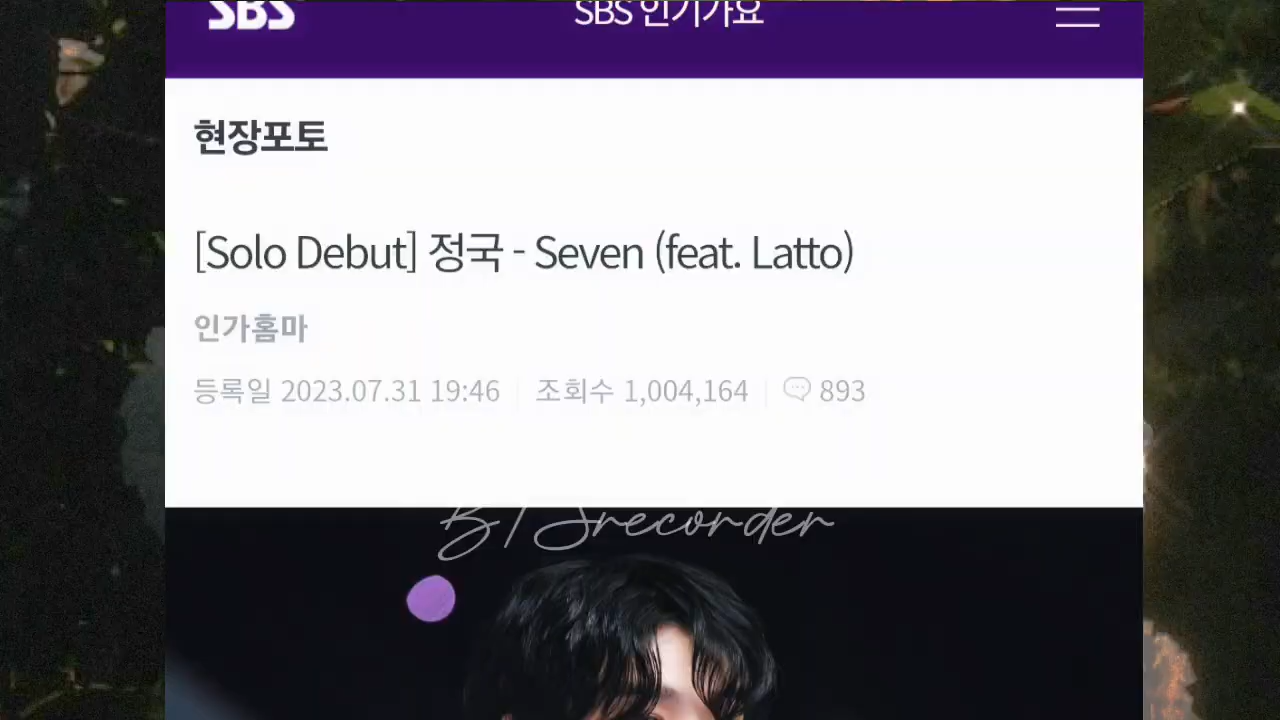 SBS
SBS 인기가요
현장포토
[Solo Debut] 정국 - Seven (feat. Latto)
인가홈마
등록일 2023.07.31 19:46 조회수 1,004,164 893
BTSrecorder